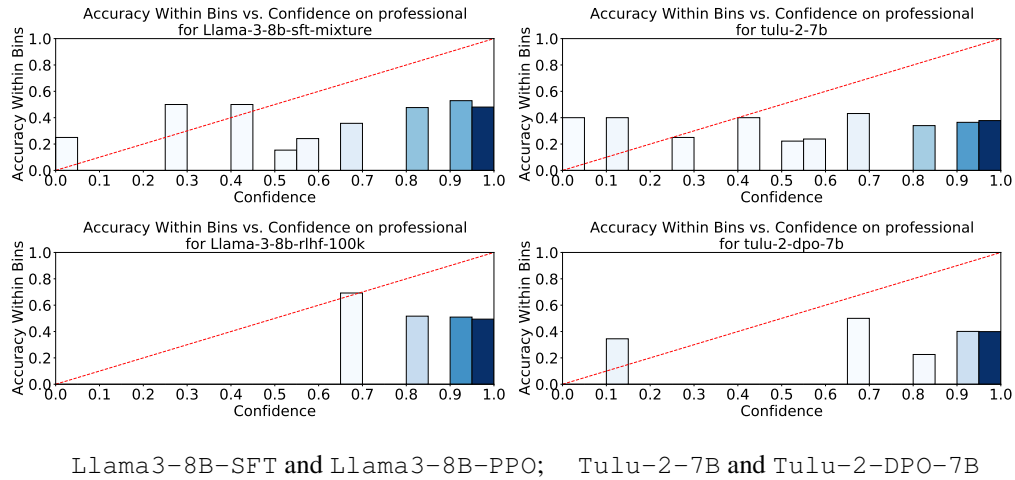 Accuracy Within Bins vs. Confidence on professional
for Llama-3-8b-sft-mixture
Accuracy Within Bins
1.0
0.8
0.6
0.4
0.2
0.0
0.0 0.1 0.2 0.3 0.4 0.5 0.6 0.7 0.8 0.9 1.0
Confidence
Accuracy Within Bins vs. Confidence on professional
for tulu-2-7b
Accuracy Within Bins
1.0
0.8
0.6
0.4
0.2
0.0
0.0 0.1 0.2 0.3 0.4 0.5 0.6 0.7 0.8 0.9 1.0
Confidence
Accuracy Within Bins vs. Confidence on professional
for Llama-3-8b-rlhf-100k
Accuracy Within Bins
1.0
0.8
0.6
0.4
0.2
0.0
0.0 0.1 0.2 0.3 0.4 0.5 0.6 0.7 0.8 0.9 1.0
Confidence
Accuracy Within Bins vs. Confidence on professional
for tulu-2-dpo-7b
Accuracy Within Bins
1.0
0.8
0.6
0.4
0.2
0.0
0.0 0.1 0.2 0.3 0.4 0.5 0.6 0.7 0.8 0.9 1.0
Confidence
Llama3-8B-SFT and Llama3-8B-PPO; Tulu-2-7B and Tulu-2-DPO-7B